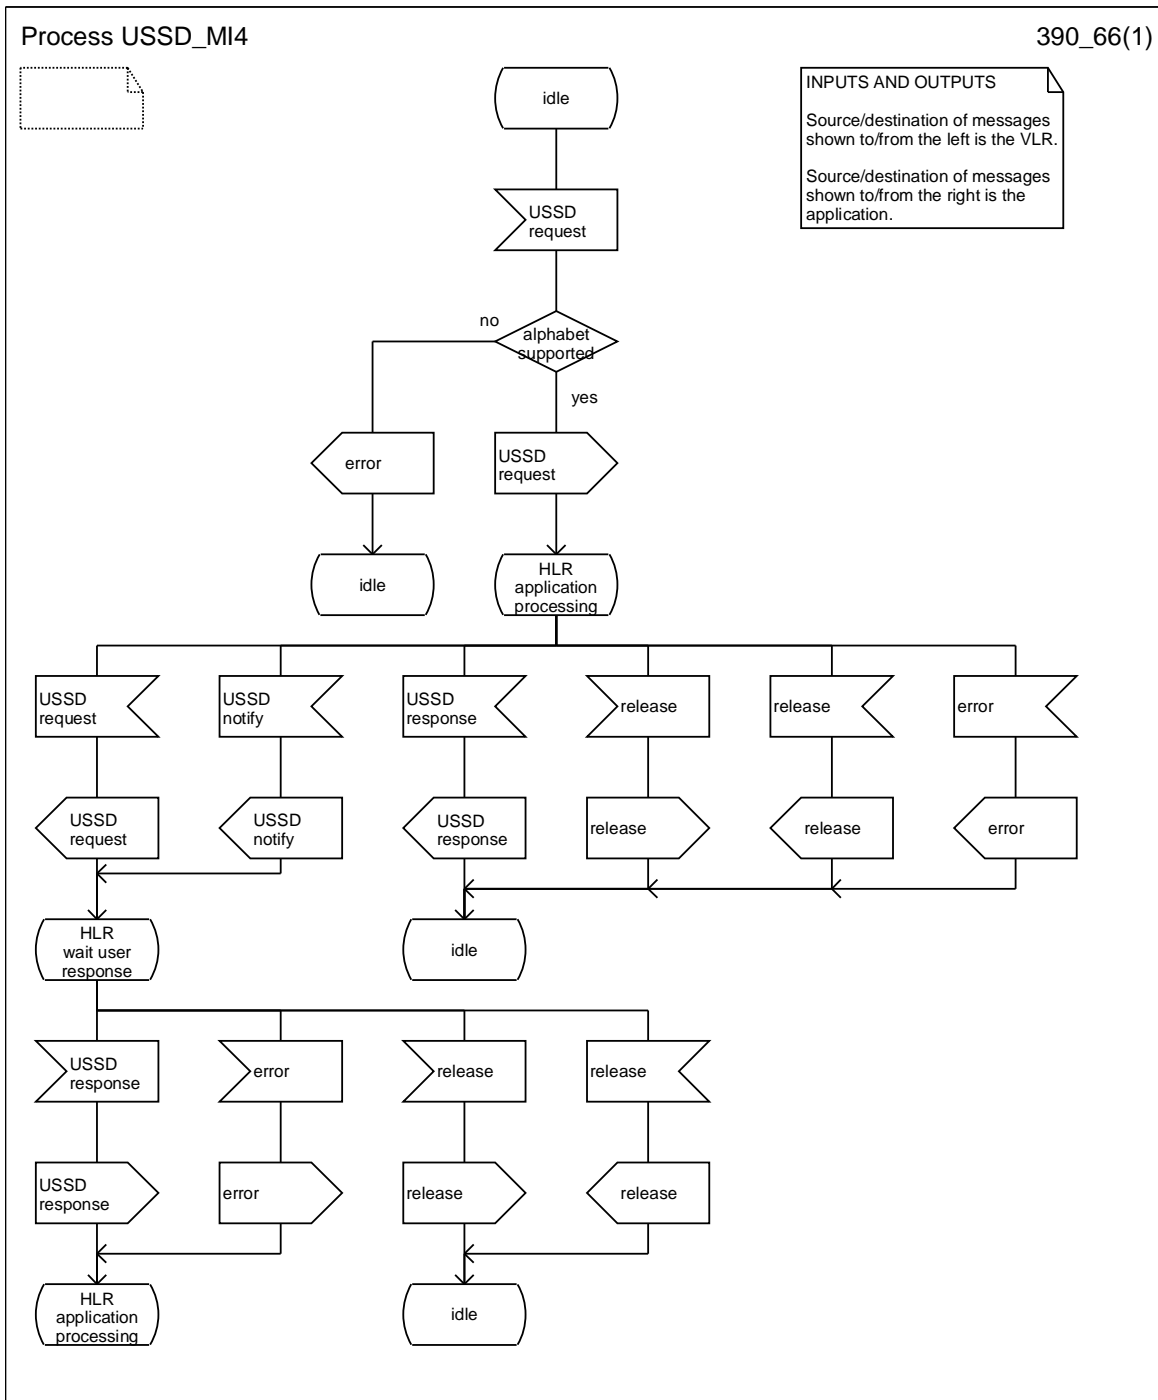 Process USSD_MI4
390_66(1)
INPUTS AND OUTPUTS
Source/destination of messages
shown to/from the left is the VLR.
Source/destination of messages
shown to/from the right is the
application.
idle
USSD
request
alphabet
supported
no
yes
error
USSD
request
idle
HLR
application
processing
USSD
request
USSD
notify
USSD
response
release
release
error
USSD
request
USSD
notify
USSD
response
release
release
error
HLR
wait user
response
idle
USSD
response
error
release
release
USSD
response
error
release
release
HLR
application
processing
idle